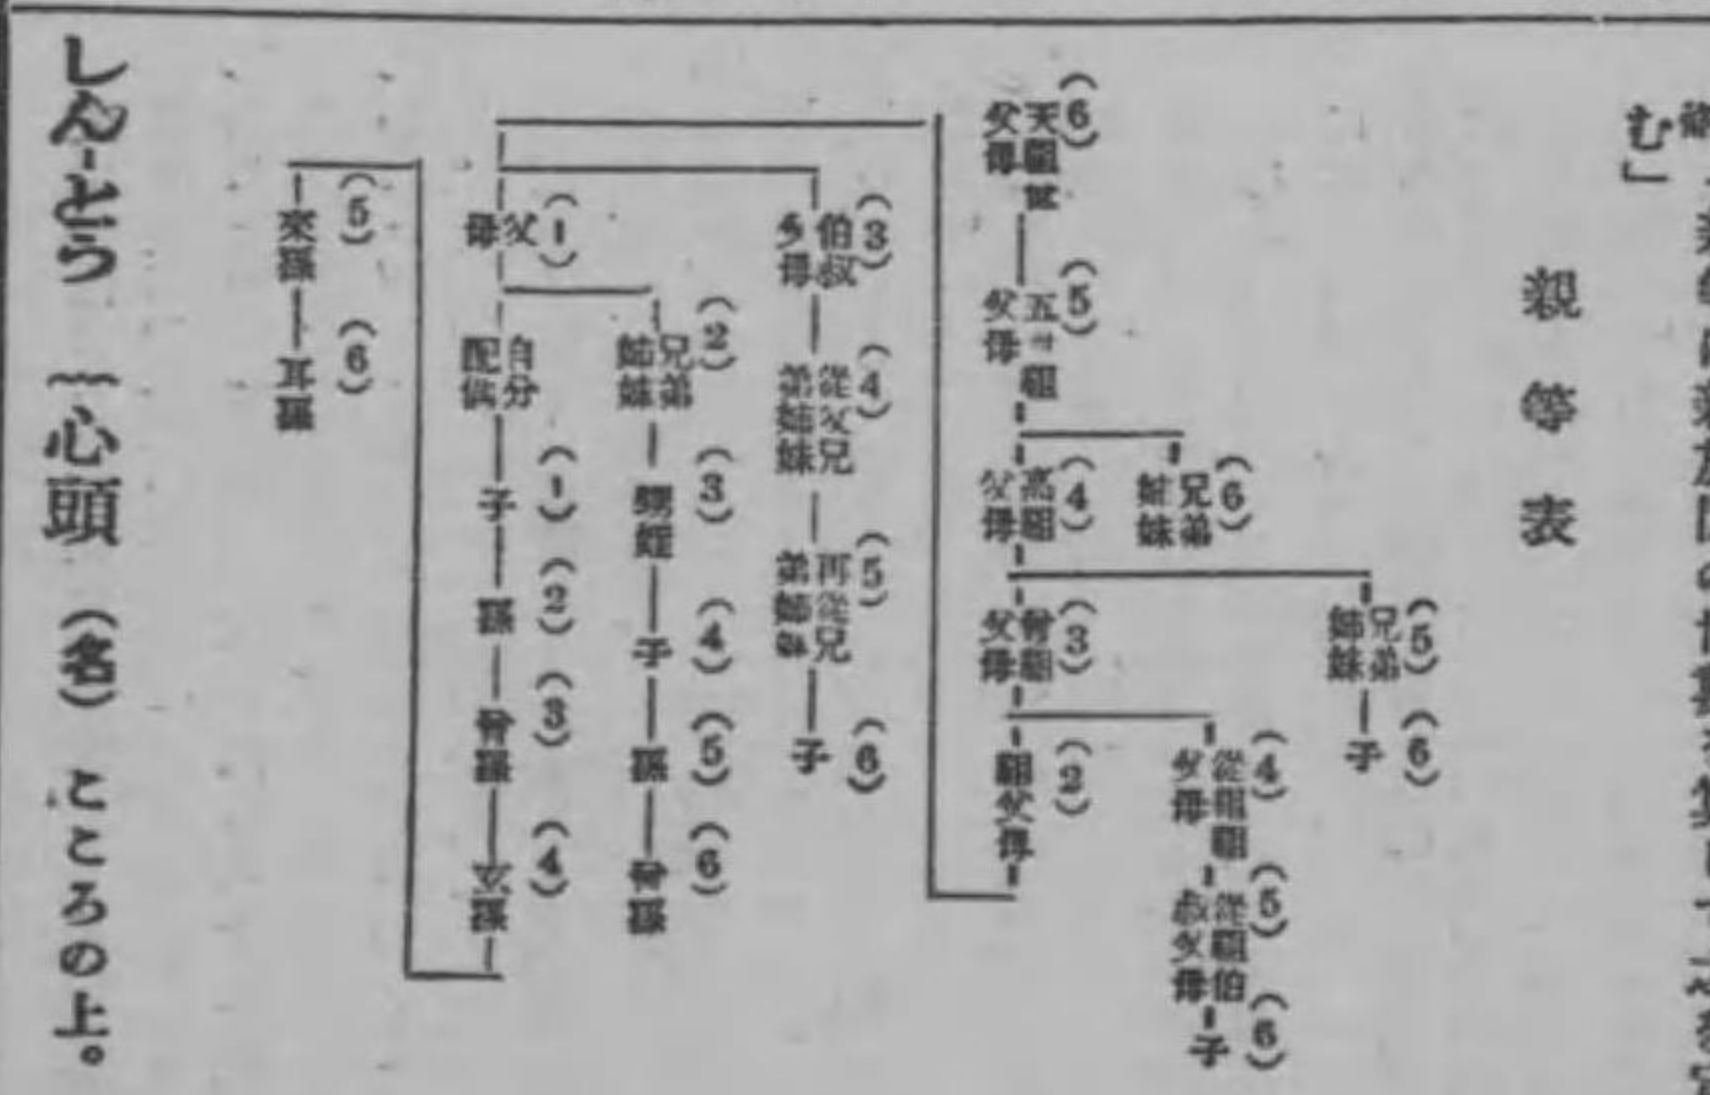 む」
親等表
(6) 天祖父母
(5) 五世祖父母
(6) 兄弟姉妹
(4) 高祖父母
(5) 兄弟姉妹
(6) 子
(3) 曾祖父母
(4) 從祖祖父母
(5) 從祖伯叔父母
(6) 子
(2) 祖父母
(3) 伯叔父母
(4) 從父兄弟姉妹
(5) 再從兄弟姉妹
(6) 子
(1) 父母
(2) 兄弟姉妹
(3) 甥姪
(4) 子
(5) 孫
(6) 曾孫
自分
配偶
(1) 子
(2) 孫
(3) 曾孫
(4) 玄孫
(5) 來孫
(6) 耳孫
しん-とう 心頭 (名) こころの上。